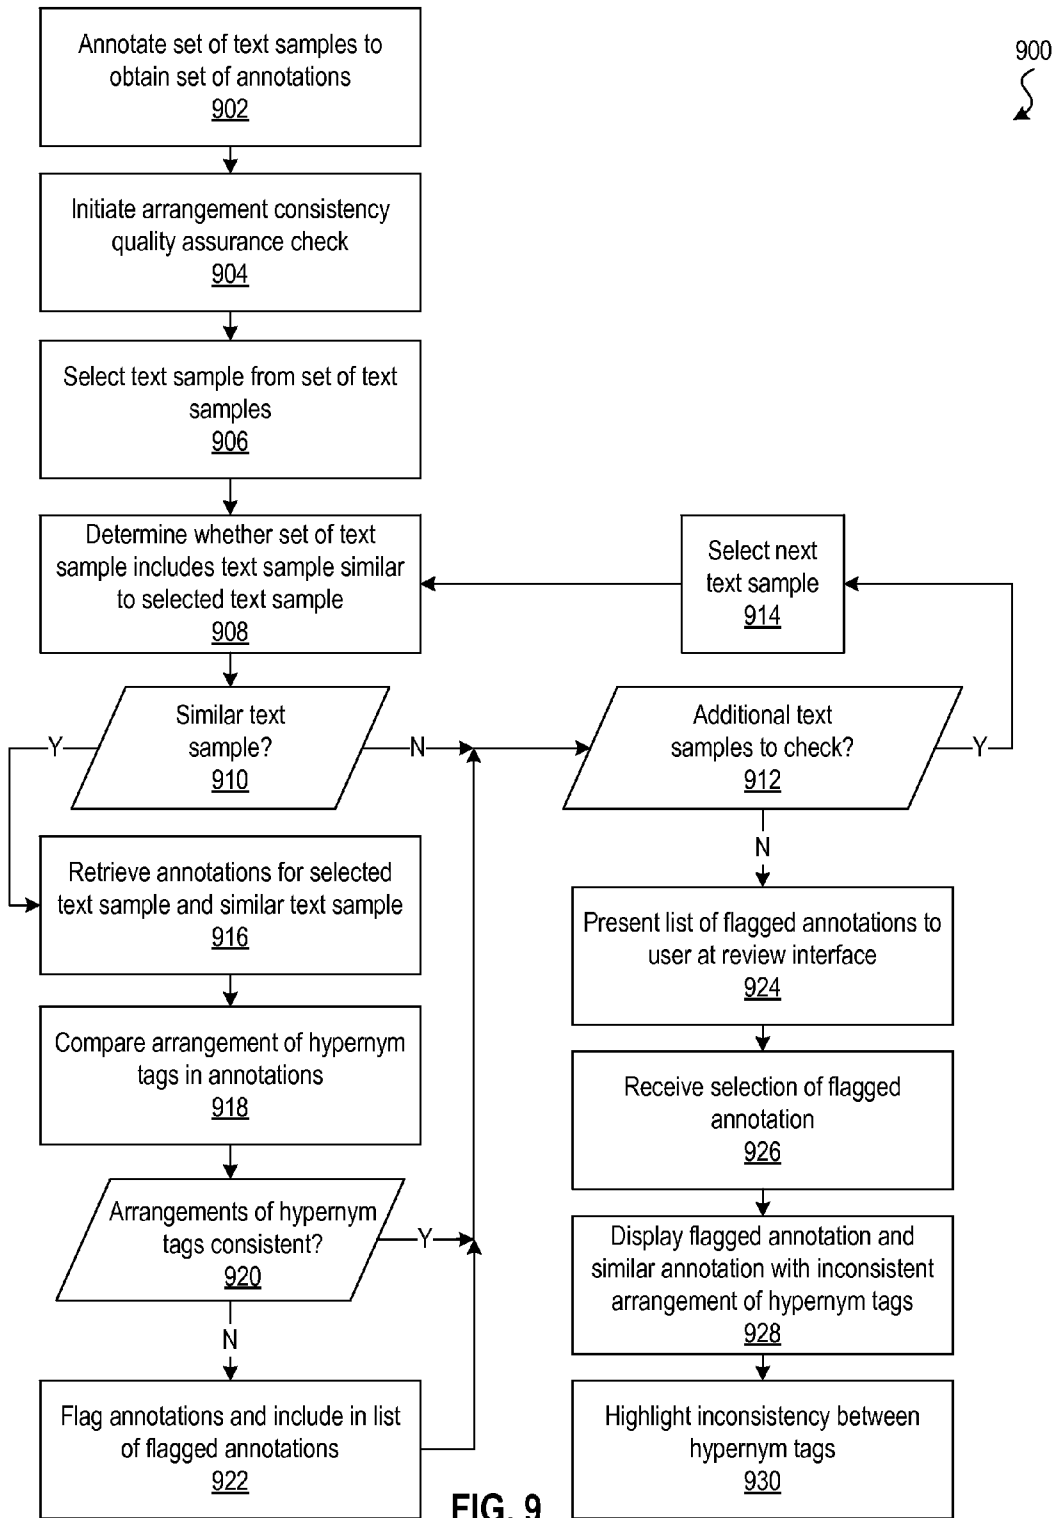 Annotate set of text samples to
obtain set of annotations
902
900
Initiate arrangement consistency
quality assurance check
904
Select text sample from set of text
samples
906
Determine whether set of text
sample includes text sample similar
to selected text sample
908
Select next
text sample
914
Similar text
sample?
910
Y
N
Additional text
samples to check?
912
Y
N
Retrieve annotations for selected
text sample and similar text sample
916
Compare arrangement of hypernym
tags in annotations
918
Arrangements of hypernym
tags consistent?
920
Y
N
Flag annotations and include in list
of flagged annotations
922
Present list of flagged annotations to
user at review interface
924
Receive selection of flagged
annotation
926
Display flagged annotation and
similar annotation with inconsistent
arrangement of hypernym tags
928
Highlight inconsistency between
hypernym tags
930
FIG. 9